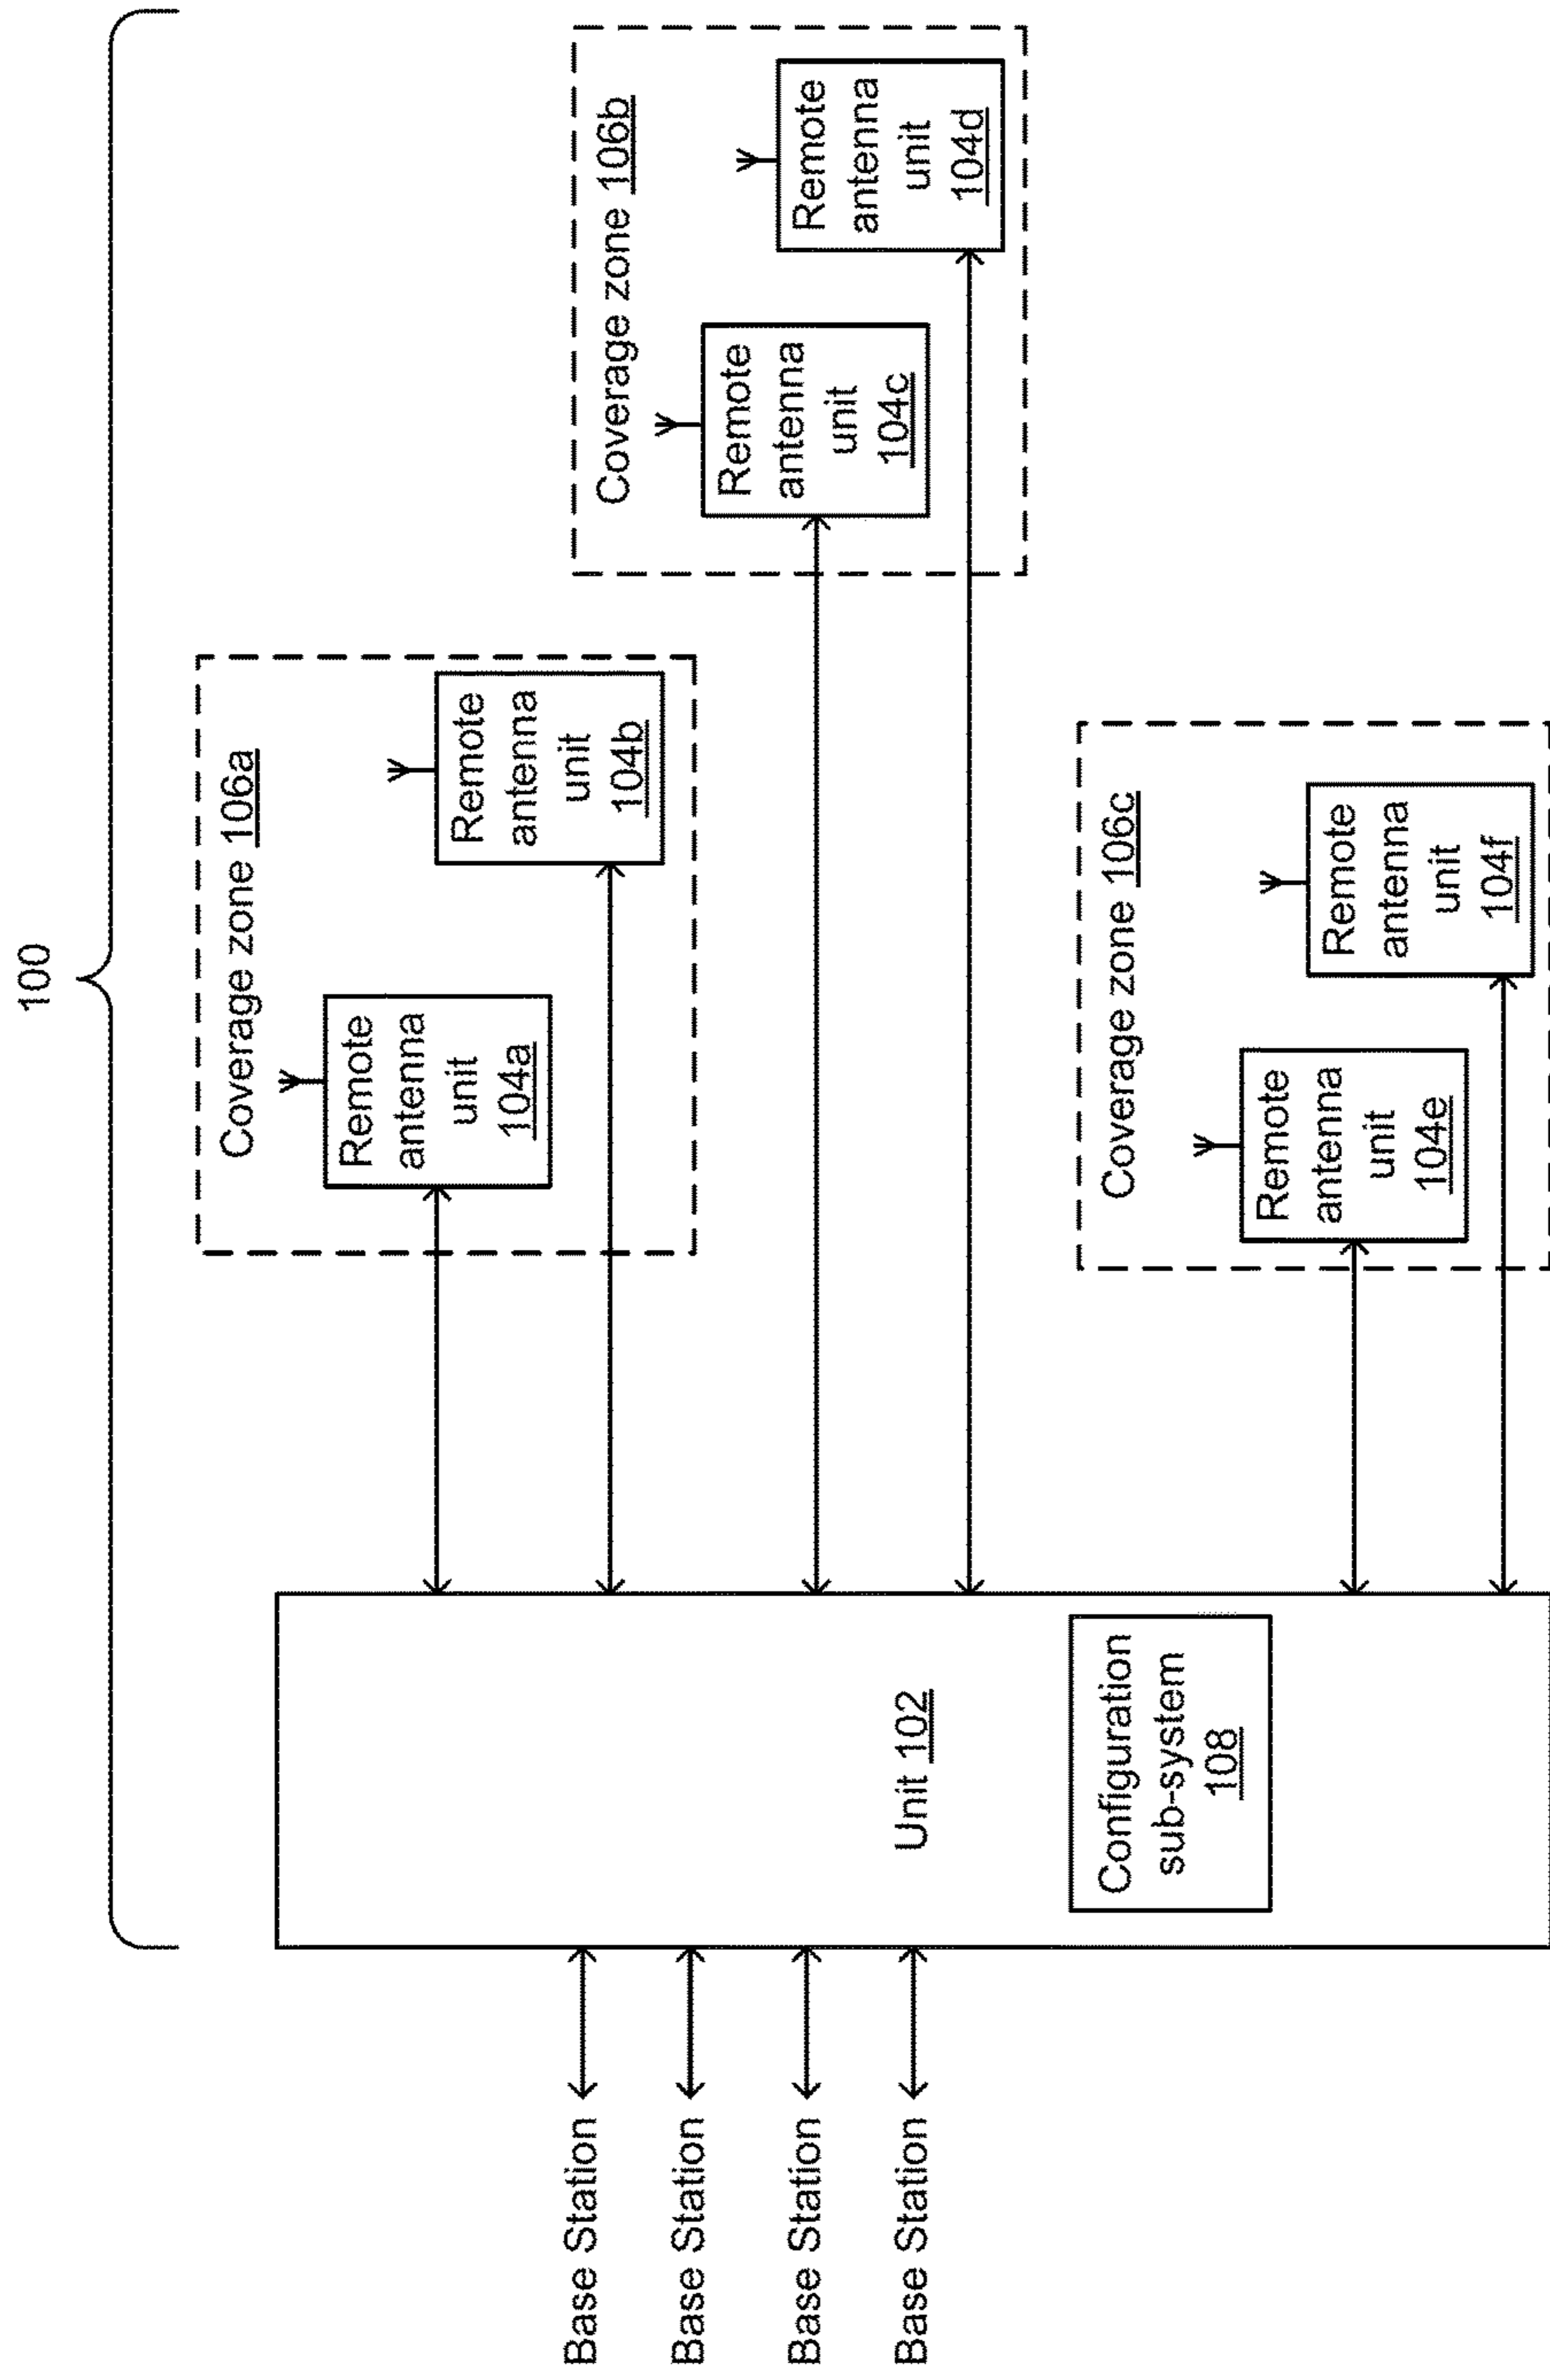 100
Coverage zone 106a
Remote
antenna
unit
104a
Remote
antenna
unit
104b
Coverage zone 106b
Remote
antenna
unit
104c
Remote
antenna
unit
104d
Base Station
Base Station
Base Station
Base Station
Unit 102
Configuration
sub-system
108
Coverage zone 106c
Remote
antenna
unit
104e
Remote
antenna
unit
104f